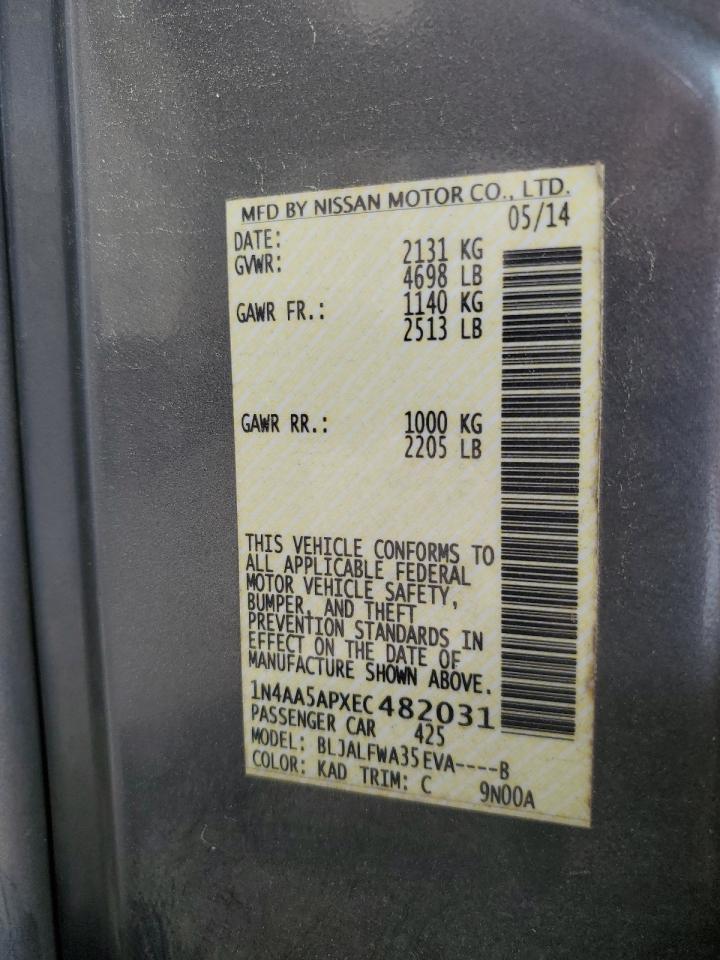 MFD BY NISSAN MOTOR CO., LTD.
DATE: 05/14
GVWR: 2131 KG
4698 LB
GAWR FR.: 1140 KG
2513 LB
GAWR RR.: 1000 KG
2205 LB
THIS VEHICLE CONFORMS TO
ALL APPLICABLE FEDERAL
MOTOR VEHICLE SAFETY,
BUMPER, AND THEFT
PREVENTION STANDARDS IN
EFFECT ON THE DATE OF
MANUFACTURE SHOWN ABOVE.
1N4AA5APXEC482031
PASSENGER CAR 425
MODEL: BLJALFWA35EVA----B
COLOR: KAD TRIM: C 9N00A